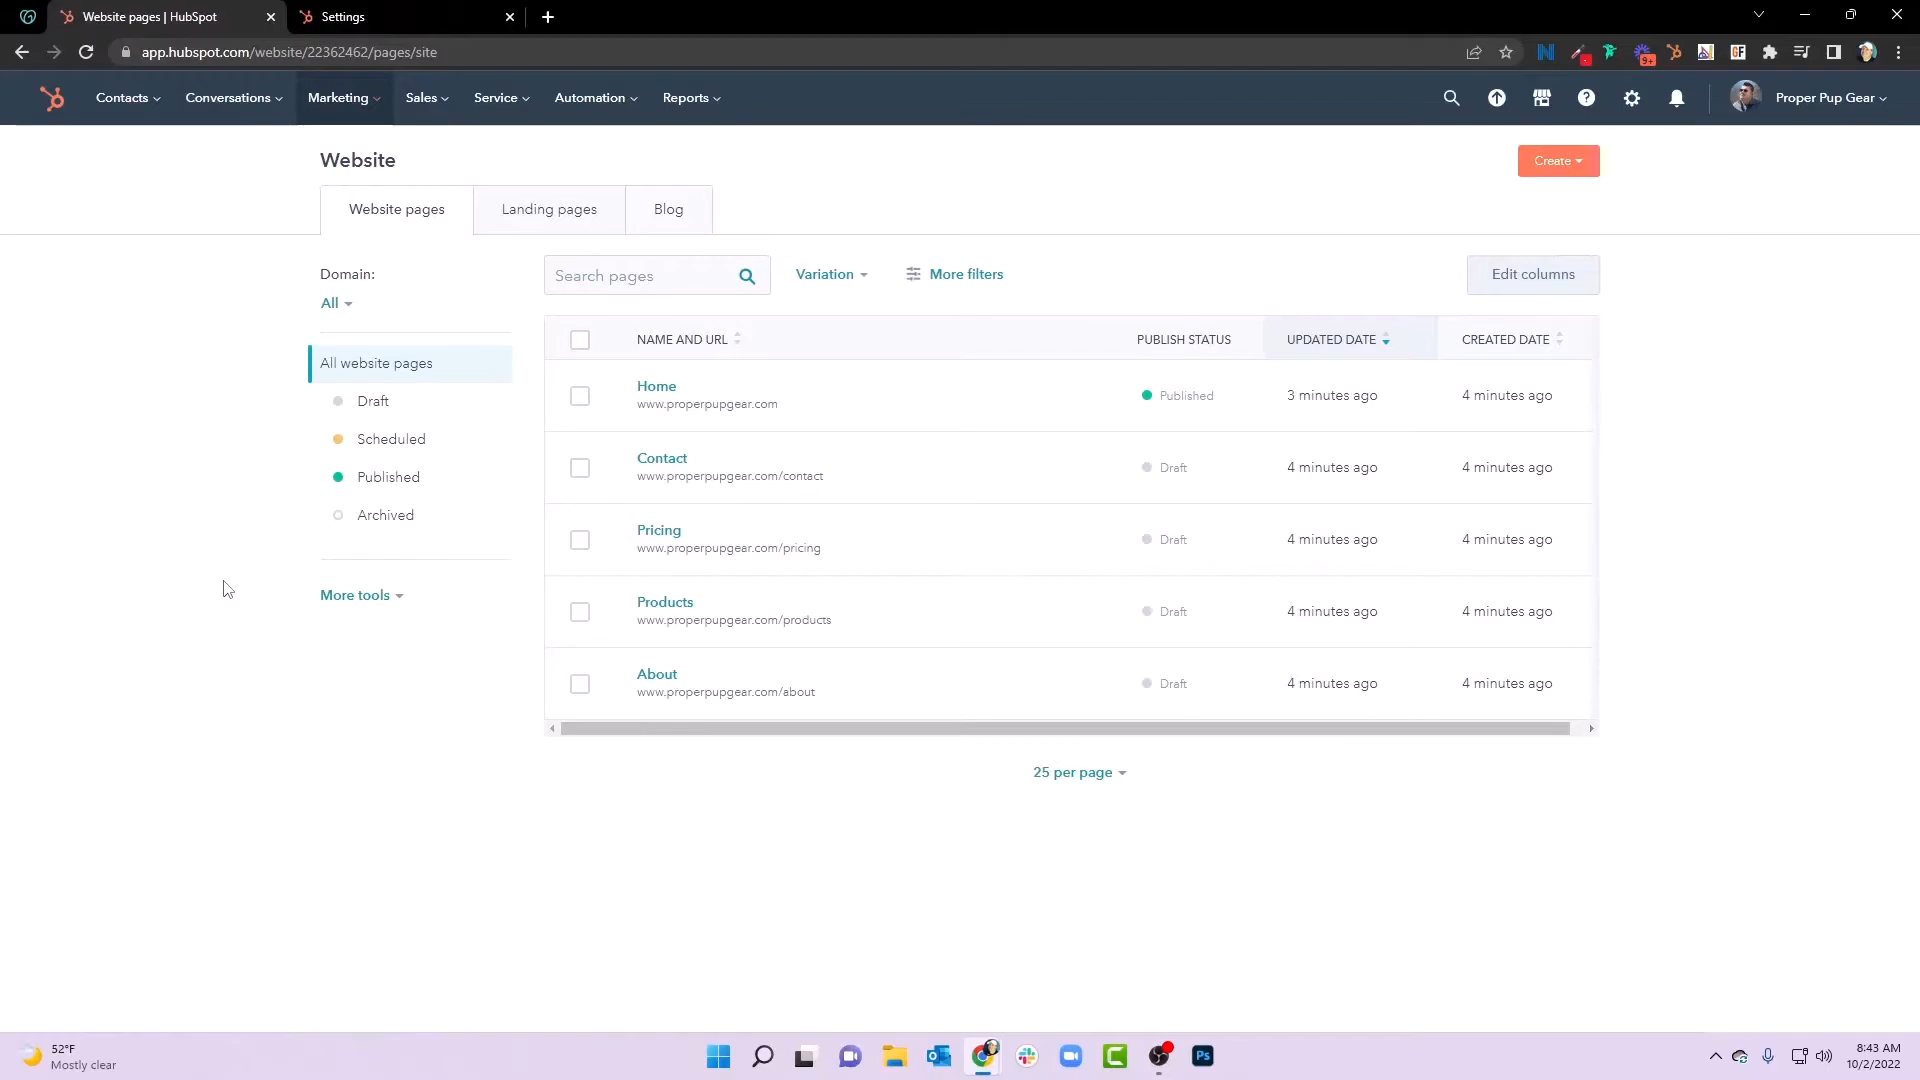 Website pages | HubSpot
Settings
app.hubspot.com/website/22362462/pages/site
9+
GF
Contacts
Conversations
Marketing
Sales
Service
Automation
Reports
Proper Pup Gear
Website
Create
Website pages
Landing pages
Blog
Domain:
All
Search pages
Variation
More filters
Edit columns
All website pages
Draft
Scheduled
Published
Archived
More tools
NAME AND URL
PUBLISH STATUS
UPDATED DATE
CREATED DATE
Home
www.properpupgear.com
Published
3 minutes ago
4 minutes ago
Contact
www.properpupgear.com/contact
Draft
4 minutes ago
4 minutes ago
Pricing
www.properpupgear.com/pricing
Draft
4 minutes ago
4 minutes ago
Products
www.properpupgear.com/products
Draft
4 minutes ago
4 minutes ago
About
www.properpupgear.com/about
Draft
4 minutes ago
4 minutes ago
25 per page
52°F
Mostly clear
Ps
8:43 AM
10/2/2022